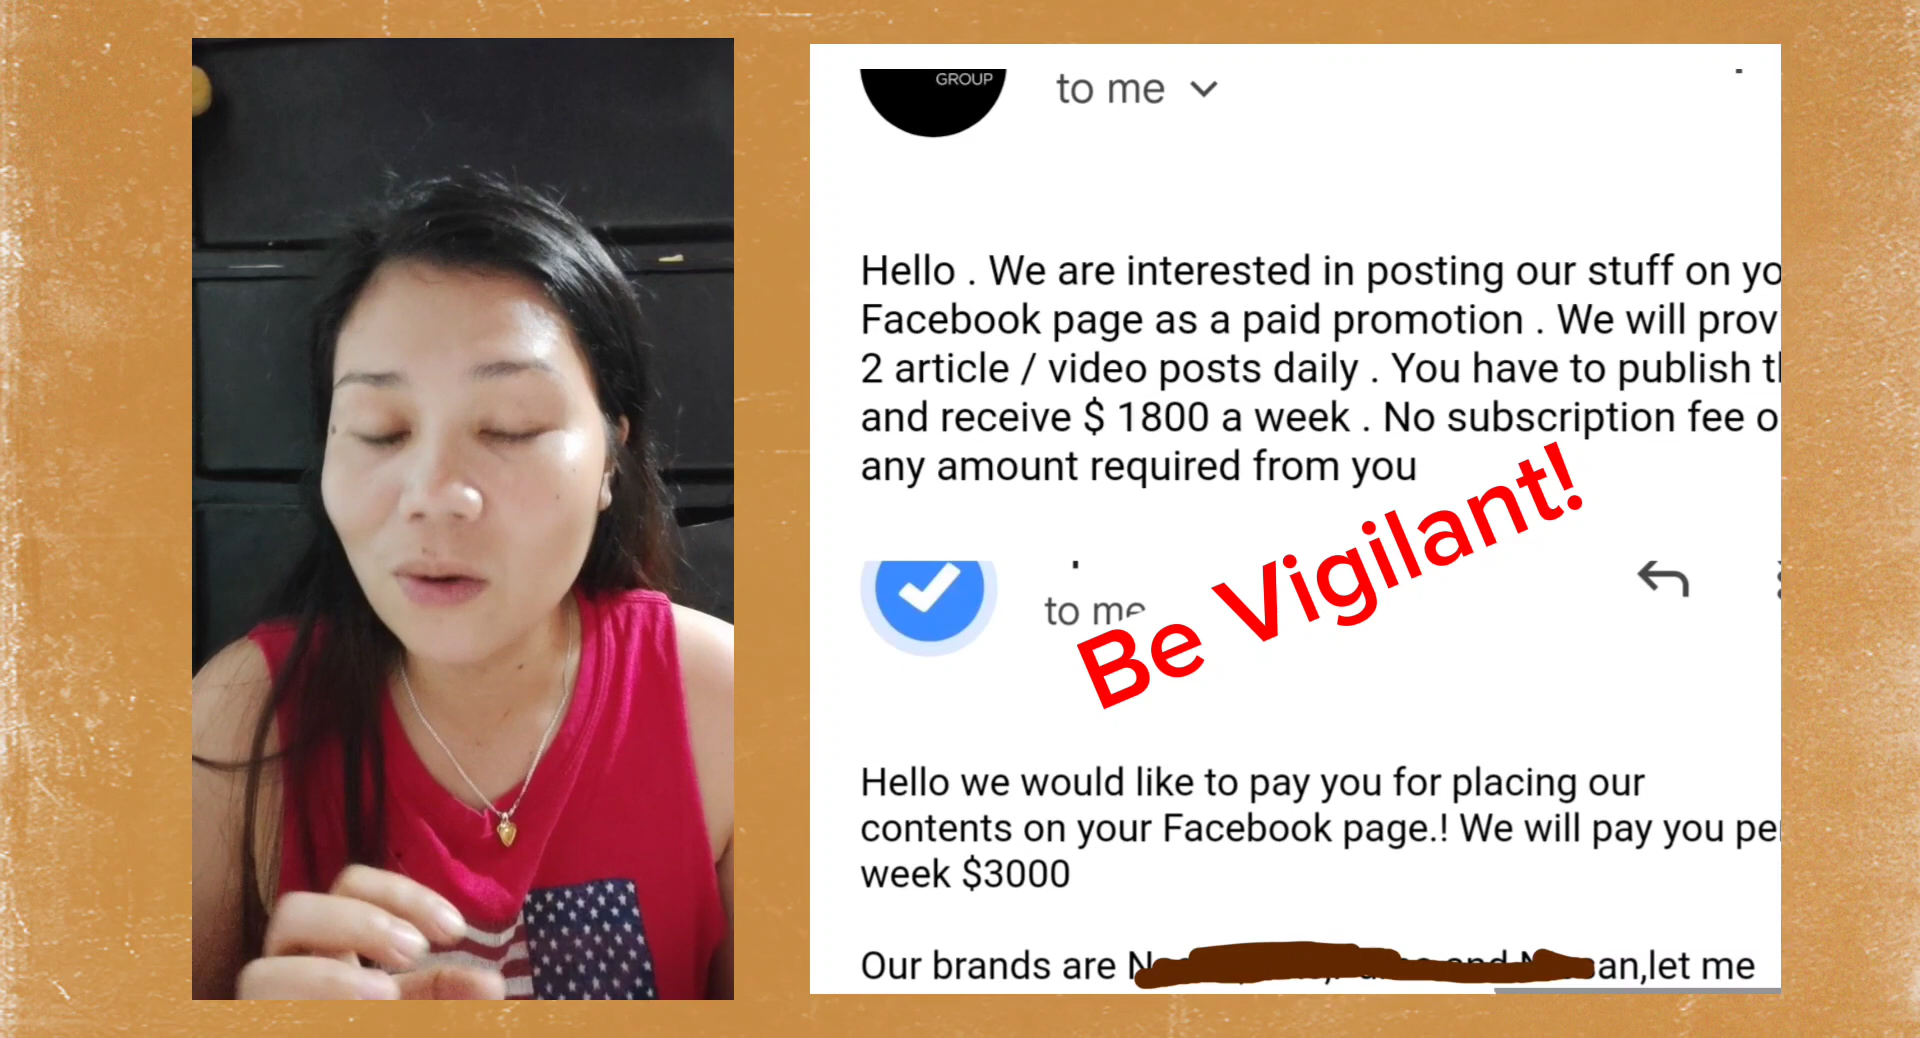 GROUP
to me
Hello . We are interested in posting our stuff on yo
Facebook page as a paid promotion . We will prov
2 article / video posts daily . You have to publish
and receive $ 1800 a week . No subscription fee o
any amount required from you
Be Vigilant!
to me
Hello we would like to pay you for placing our
contents on your Facebook page.! We will pay you pe
week $3000
Our brands are and an,let me